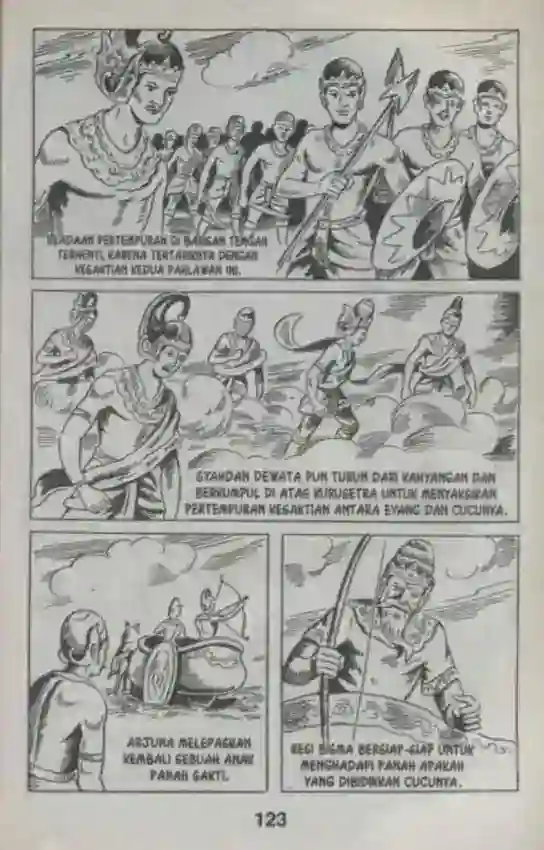 KEADAAN PERTEMPURAN DI BARISAN TENGAH
TERHENTI, KARENA TERTARIKNYA DENGAN
KESAKTIAN KEDUA PAHLAWAN INI.
SYAHDAN DEWATA PUN TURUN DARI KAHYANGAN DAN
BERKUMPUL DI ATAS KURUSETRA UNTUK MENYAKSIKAN
PERTEMPURAN KESAKTIAN ANTARA EYANG DAN CUCUNYA.
ARJUNA MELEPASKAN
KEMBALI SEBUAH ANAK
PANAH SAKTI.
RESI BISMA BERSIAP-SIAP UNTUK
MENGHADAPI PANAH APAKAH
YANG DIBIDIKKAN CUCUNYA.
123